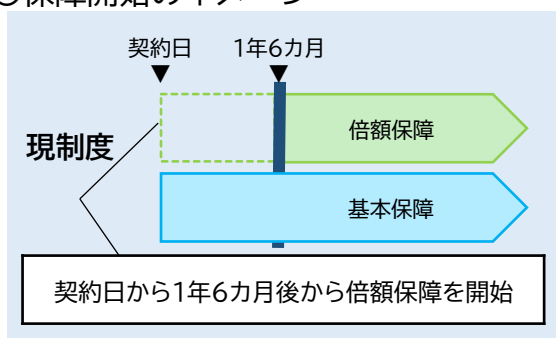 ○保障開始のイメージ
契約日
1年6カ月
▼
▼
倍額保障
現制度
基本保障
契約日から1年6カ月後から倍額保障を開始